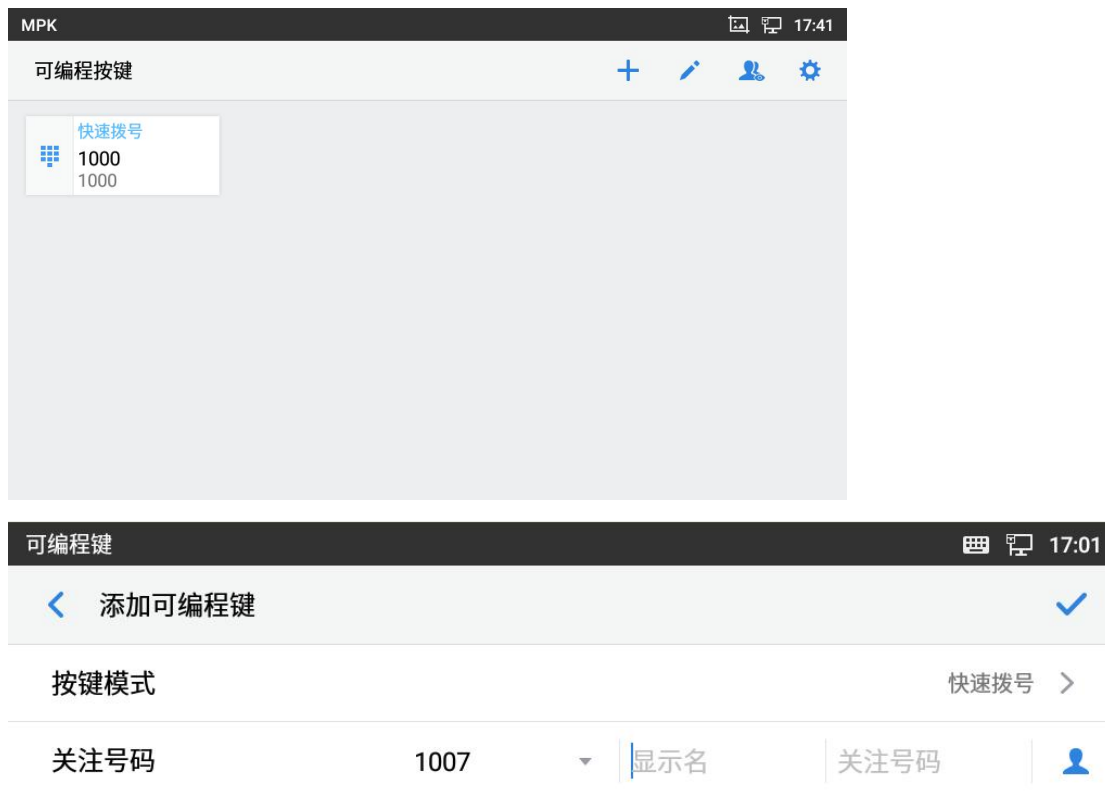 MPK 17:41
可编程按键
快速拨号
1000
1000
可编程键 17:01
添加可编程键
按键模式 快速拨号
关注号码 1007 显示名 关注号码